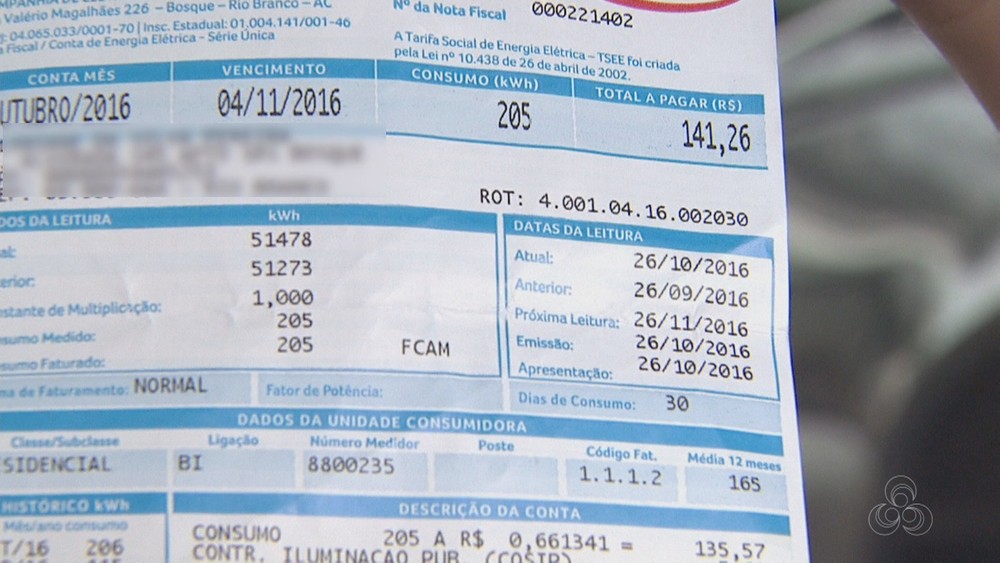 Valério Magalhães 226 - Bosque - Rio Branco - AC
: 04.065.033/0001-70 | Insc. Estadual: 01.004.141/001-46
Fiscal / Conta de Energia Elétrica - Série Única
Nº da Nota Fiscal 000221402
A Tarifa Social de Energia Elétrica - TSEE foi criada
pela Lei nº 10.438 de 26 de abril de 2002.
CONTA MÊS VENCIMENTO CONSUMO (kWh) TOTAL A PAGAR (R$)
UTUBRO/2016 04/11/2016 205 141,26
ROT: 4.001.04.16.002030
DOS DA LEITURA kWh
al: 51478
erior: 51273
nstante de Multiplicação: 1,000
sumo Medido: 205
sumo Faturado: 205 FCAM
DATAS DA LEITURA
Atual: 26/10/2016
Anterior: 26/09/2016
Próxima Leitura: 26/11/2016
Emissão: 26/10/2016
Apresentação: 26/10/2016
ma de Faturamento: NORMAL Fator de Potência: Dias de Consumo: 30
DADOS DA UNIDADE CONSUMIDORA
Classe/Subclasse Ligação Número Medidor Poste Código Fat. Média 12 meses
SIDENCIAL BI 8800235 1.1.1.2 165
HISTÓRICO kWh DESCRIÇÃO DA CONTA
Mês/ano consumo
T/16 206
CONSUMO 205 A R$ 0,661341 = 135,57
CONTR. ILUMINACAO PUB. (COSIP)